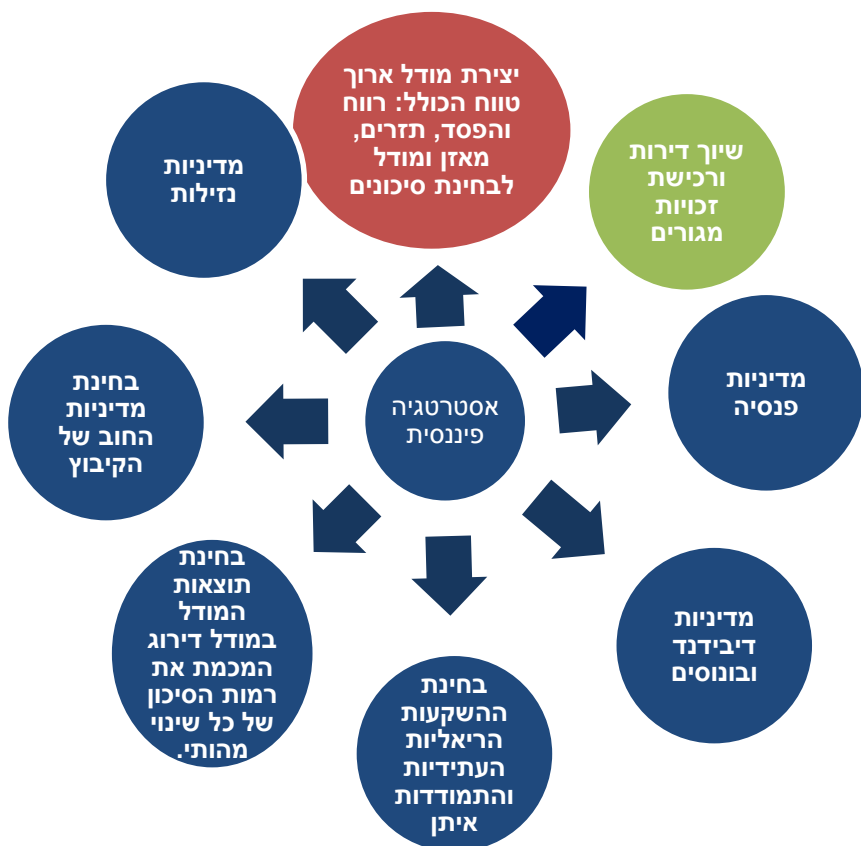 יצירת מודל ארוך
טווח הכולל: רווח
והפסד, תזרים,
מאזן ומודל
לבחינת סיכונים
שיוך דירות
ורכישת
זכויות
מגורים
מדיניות
פנסיה
מדיניות
דיבידנד
ובונוסים
בחינת
ההשקעות
הריאליות
העתידיות
והתמודדות
איתן
בחינת
תוצאות
המודל
במודל דירוג
המכמת את
רמות הסיכון
של כל שינוי
מהותי.
בחינת
מדיניות
החוב של
הקיבוץ
מדיניות
נזילות
אסטרטגיה
פיננסית